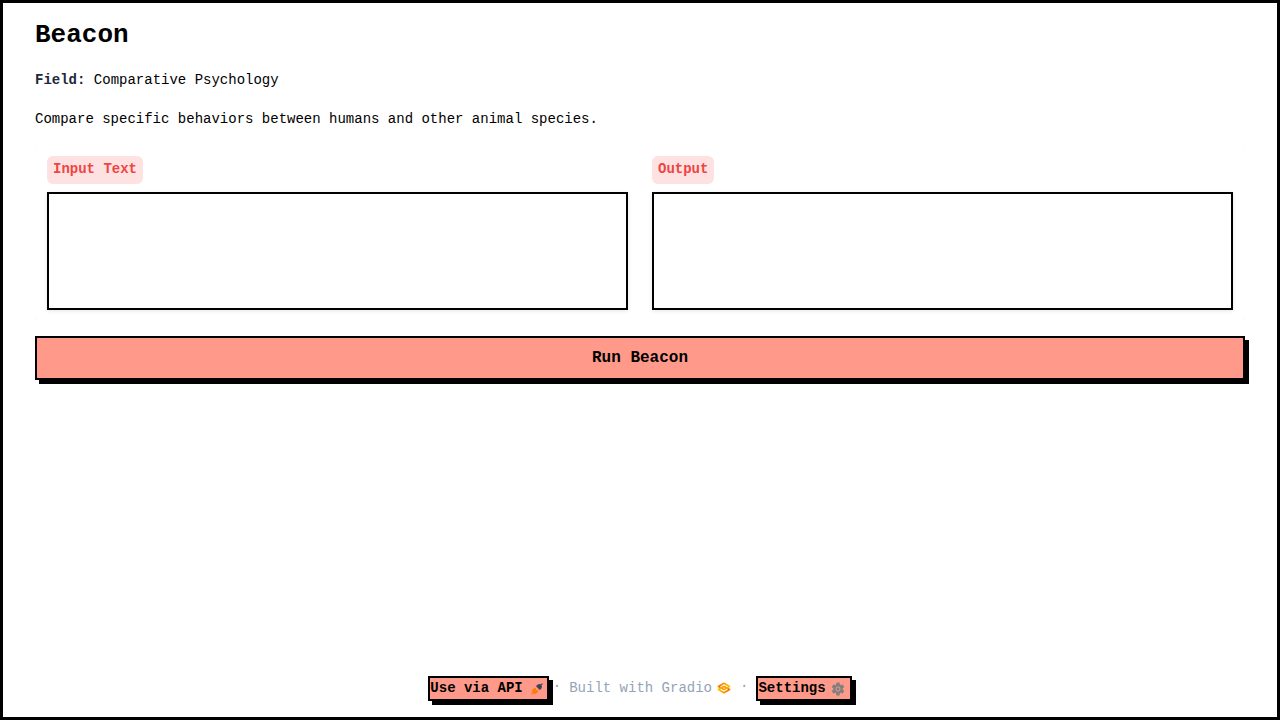 Beacon
Field: Comparative Psychology
Compare specific behaviors between humans and other animal species.
Input Text
Output
Run Beacon
Use via API · Built with Gradio · Settings